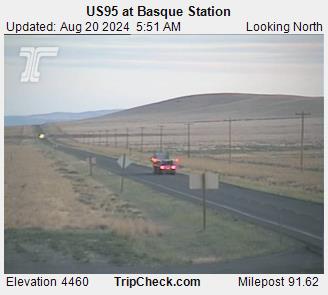 US95 at Basque Station
Updated: Aug 20 2024 5:51 AM Looking North
Elevation 4460 TripCheck.com Milepost 91.62